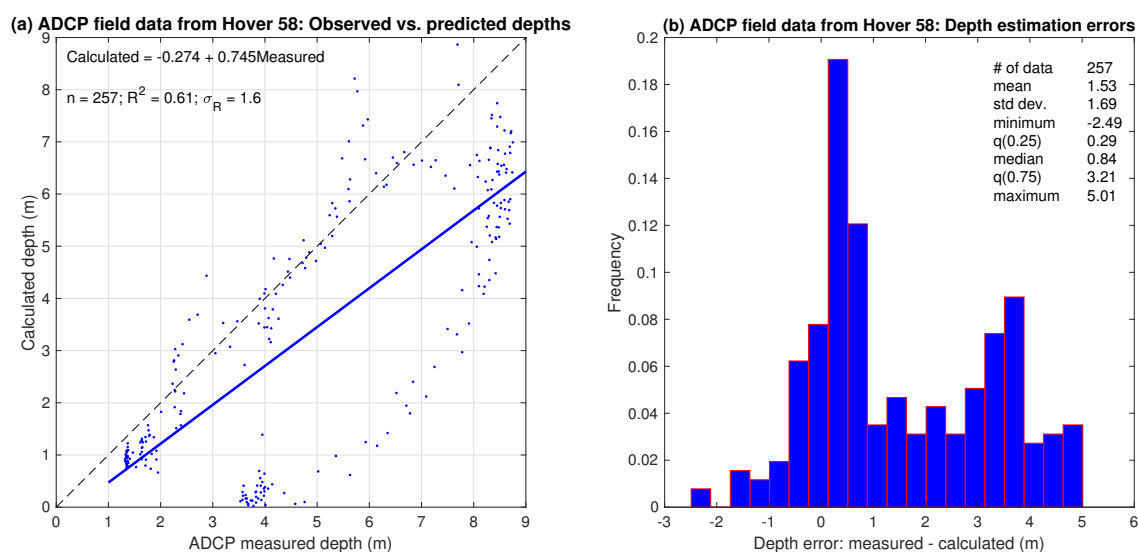 (a) ADCP field data from Hover 58: Observed vs. predicted depths
Calculated = -0.274 + 0.745Measured
n = 257; R² = 0.61; σ_R = 1.6
9
8
7
6
5
4
3
2
1
0
Calculated depth (m)
0 1 2 3 4 5 6 7 8 9
ADCP measured depth (m)
(b) ADCP field data from Hover 58: Depth estimation errors
# of data 257
mean 1.53
std dev. 1.69
minimum -2.49
q(0.25) 0.29
median 0.84
q(0.75) 3.21
maximum 5.01
0.2
0.18
0.16
0.14
0.12
0.1
0.08
0.06
0.04
0.02
0
Frequency
-3 -2 -1 0 1 2 3 4 5 6
Depth error: measured - calculated (m)